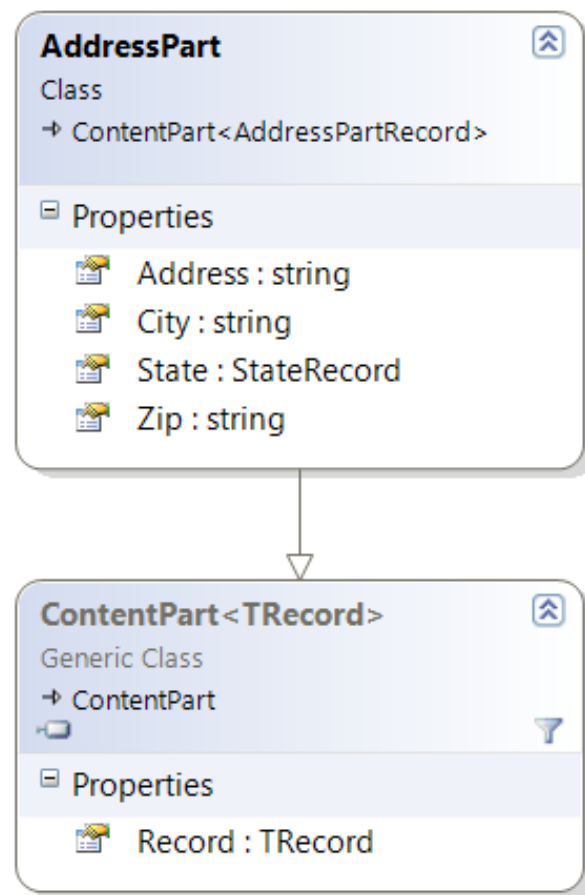 AddressPart
Class
ContentPart<AddressPartRecord>
Properties
Address : string
City : string
State : StateRecord
Zip : string
ContentPart<TRecord>
Generic Class
ContentPart
Properties
Record : TRecord